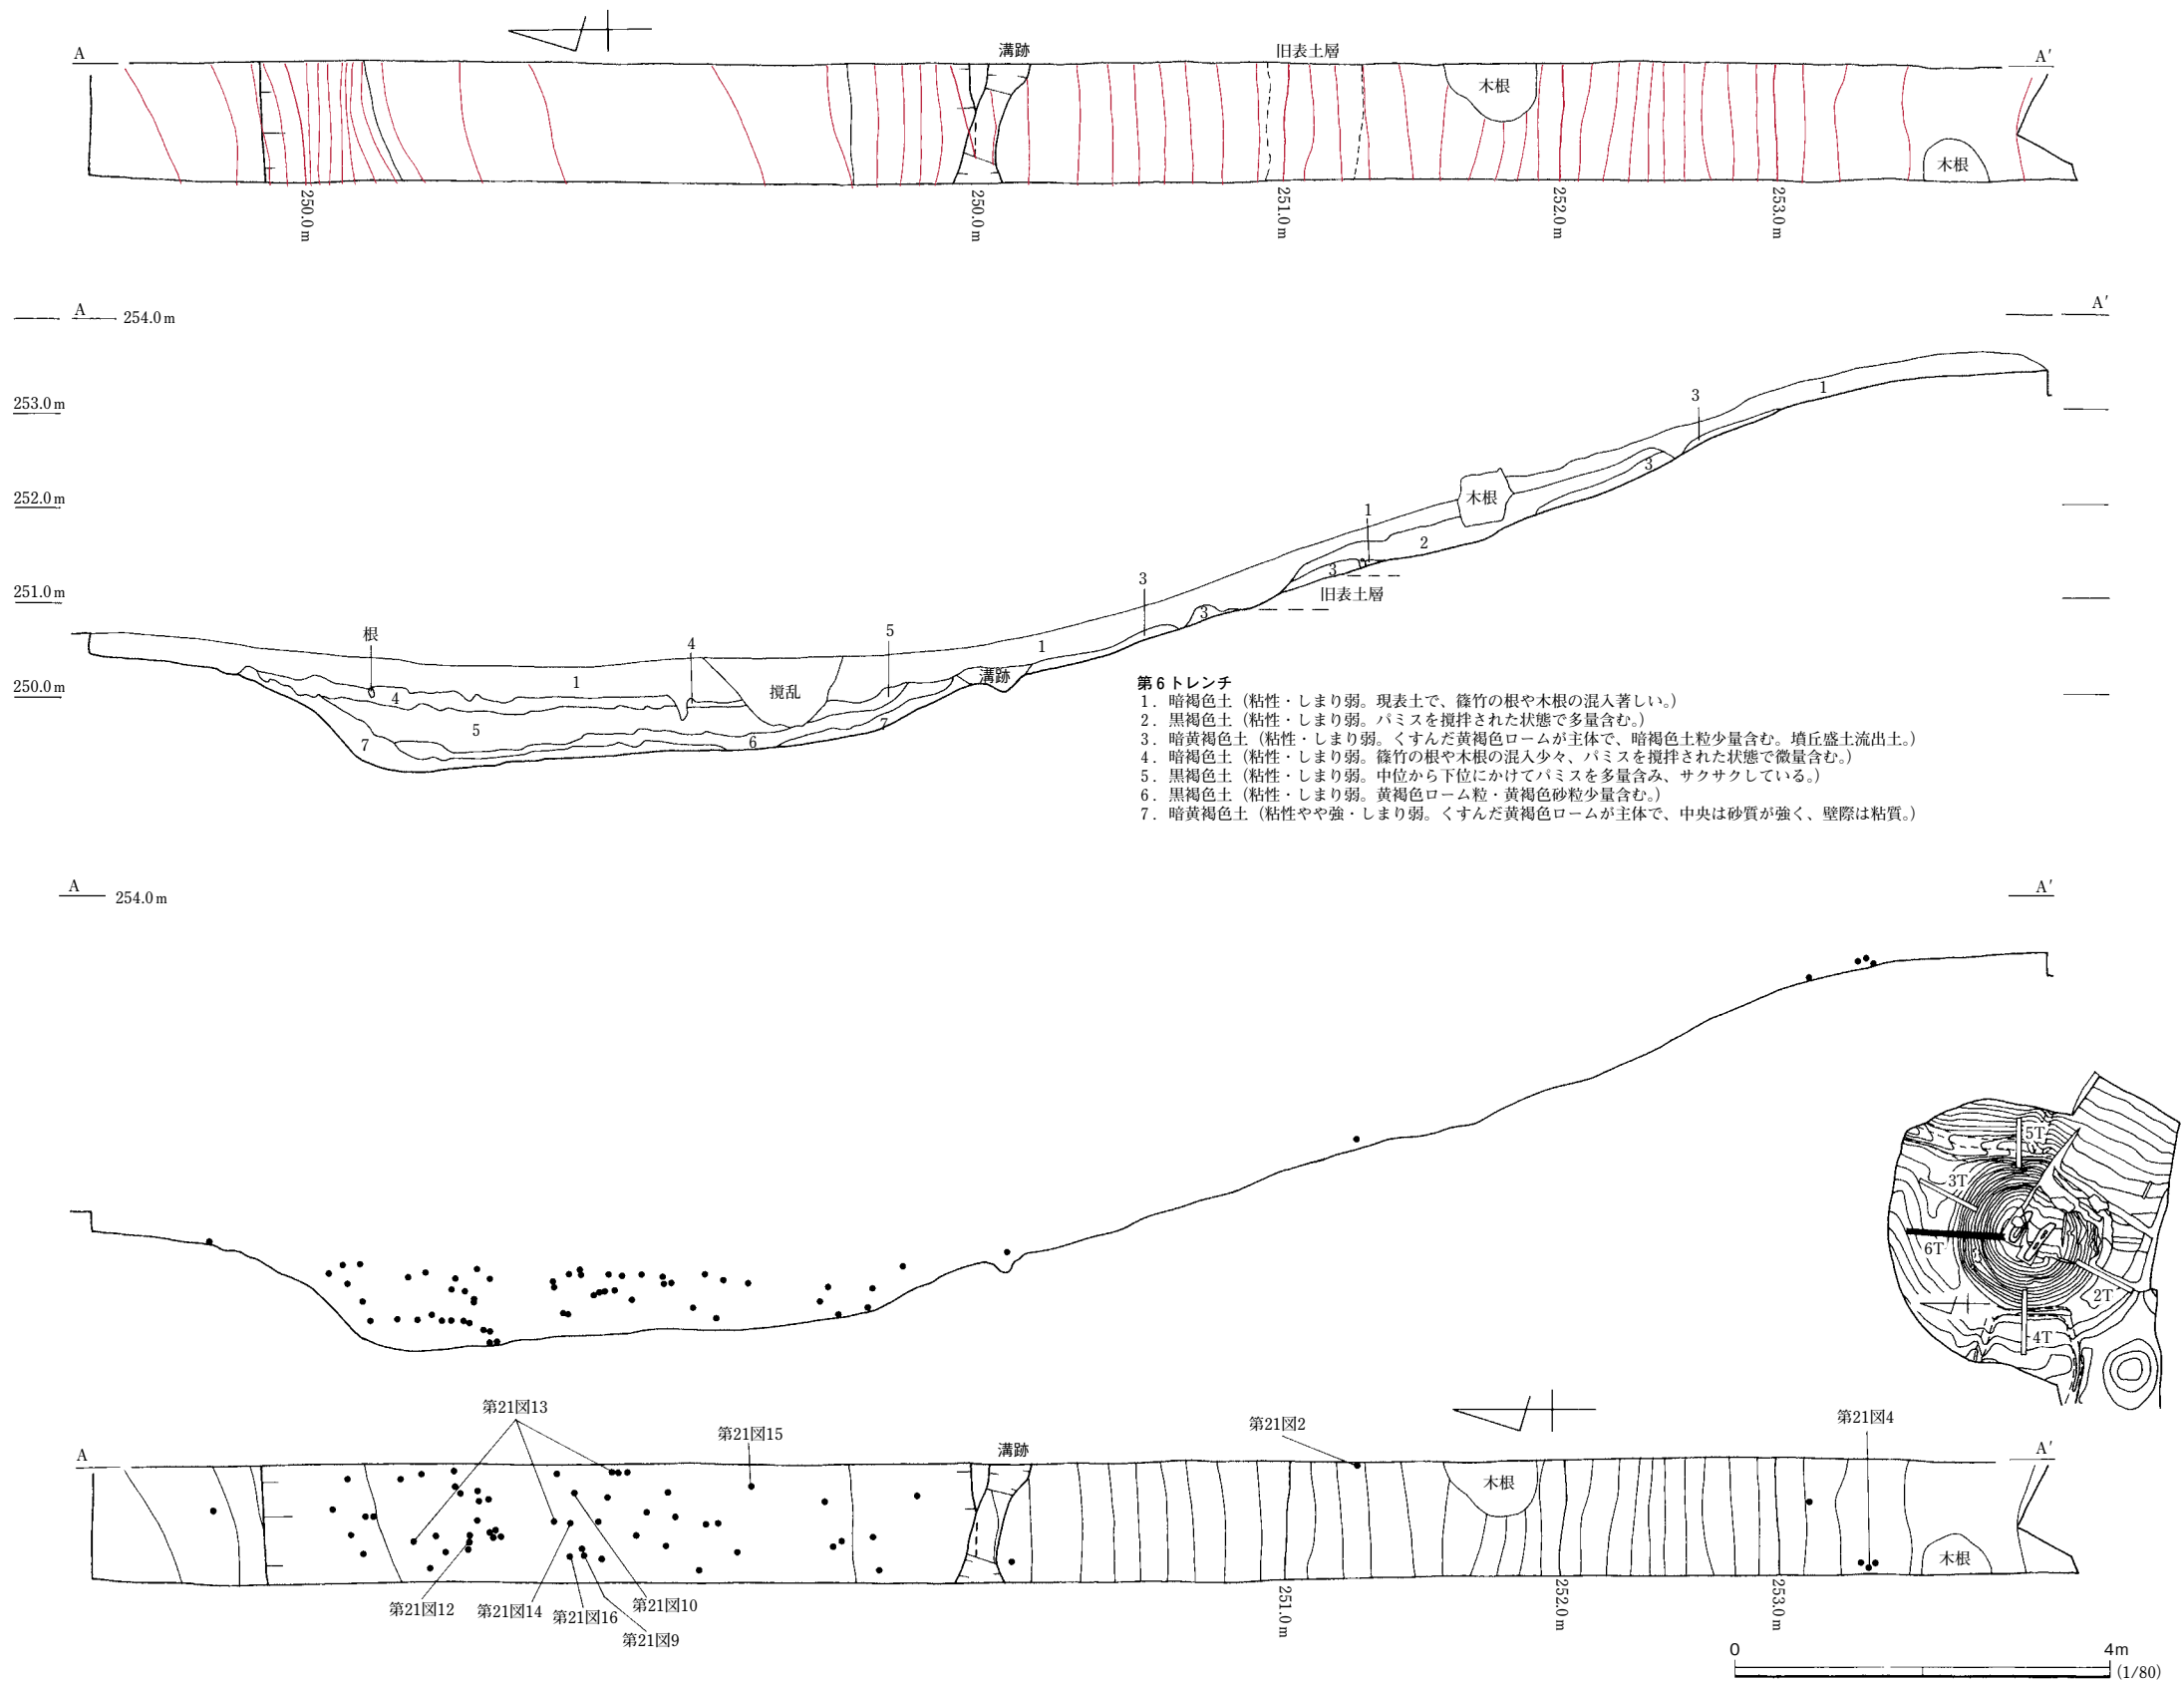 A
溝跡
旧表土層
A′
木根
木根
250.0m
250.0m
251.0m
252.0m
253.0m
A
254.0m
A′
253.0m
252.0m
251.0m
250.0m
3
1
3
木根
1
2
3
旧表土層
3
3
1
溝跡
根
4
5
1
4
撹乱
5
7
6
7
第６トレンチ
１．暗褐色土（粘性・しまり弱。現表土で、篠竹の根や木根の混入著しい。）
２．黒褐色土（粘性・しまり弱。パミスを撹拌された状態で多量含む。）
３．暗黄褐色土（粘性・しまり弱。くすんだ黄褐色ロームが主体で、暗褐色土粒少量含む。墳丘盛土流出土。）
４．暗褐色土（粘性・しまり弱。篠竹の根や木根の混入少々、パミスを撹拌された状態で微量含む。）
５．黒褐色土（粘性・しまり弱。中位から下位にかけてパミスを多量含み、サクサクしている。）
６．黒褐色土（粘性・しまり弱。黄褐色ローム粒・黄褐色砂粒少量含む。）
７．暗黄褐色土（粘性やや強・しまり弱。くすんだ黄褐色ロームが主体で、中央は砂質が強く、壁際は粘質。）
A
254.0m
A′
5T
3T
6T
2T
4T
第21図13
第21図15
溝跡
第21図2
第21図4
A
A′
木根
木根
第21図12
第21図14
第21図16
第21図10
第21図9
251.0m
252.0m
253.0m
0
4m
(1/80)